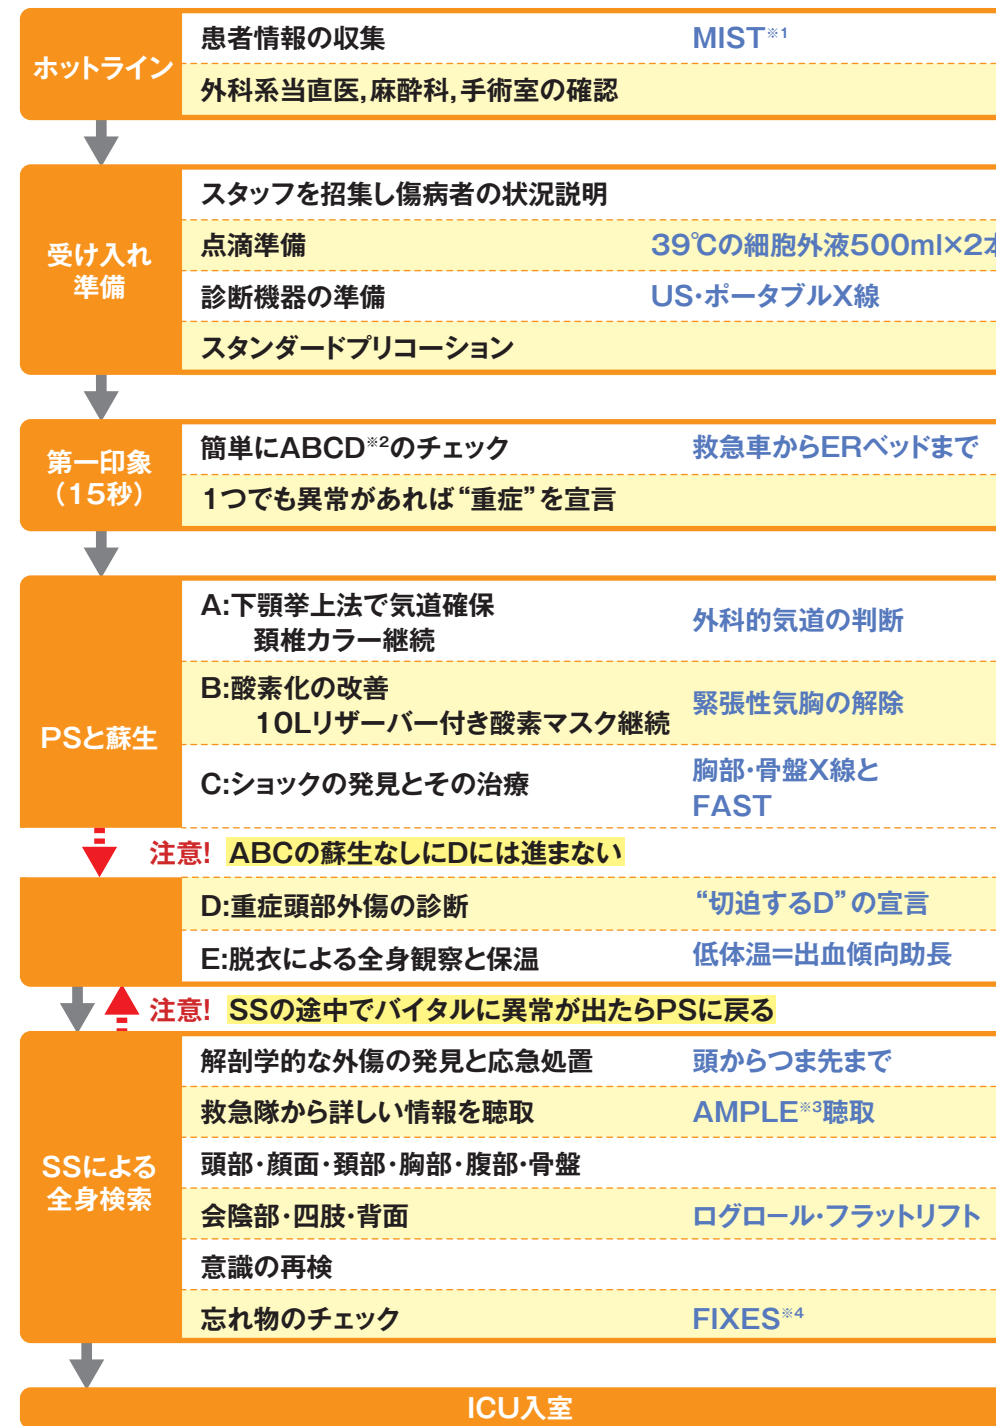 ホットライン
患者情報の収集 MIST※1
外科系当直医,麻酔科,手術室の確認
受け入れ
準備
スタッフを招集し傷病者の状況説明
点滴準備 39℃の細胞外液500ml×2本
診断機器の準備 US・ポータブルX線
スタンダードプリコーション
第一印象
（15秒）
簡単にABCD※2のチェック 救急車からERベッドまで
1つでも異常があれば“重症”を宣言
PSと蘇生
A:下顎挙上法で気道確保
頚椎カラー継続
外科的気道の判断
B:酸素化の改善
10Lリザーバー付き酸素マスク継続
緊張性気胸の解除
C:ショックの発見とその治療
胸部・骨盤X線と
FAST
注意! ABCの蘇生なしにDには進まない
D:重症頭部外傷の診断 “切迫するD”の宣言
E:脱衣による全身観察と保温 低体温＝出血傾向助長
注意! SSの途中でバイタルに異常が出たらPSに戻る
SSによる
全身検索
解剖学的な外傷の発見と応急処置 頭からつま先まで
救急隊から詳しい情報を聴取 AMPLE※3聴取
頭部・顔面・頚部・胸部・腹部・骨盤
会陰部・四肢・背面 ログロール・フラットリフト
意識の再検
忘れ物のチェック FIXES※4
ICU入室